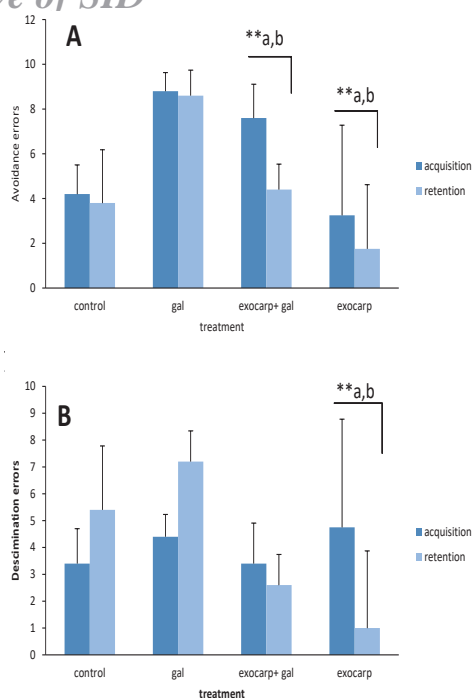 A
**a,b
**a,b
12
10
8
6
4
2
0
Avoidance errors
control gal exocarp+ gal exocarp
treatment
acquisition
retention
B
**a,b
10
9
8
7
6
5
4
3
2
1
0
Descimination errors
control gal exocarp+ gal exocarp
treatment
acquisition
retention